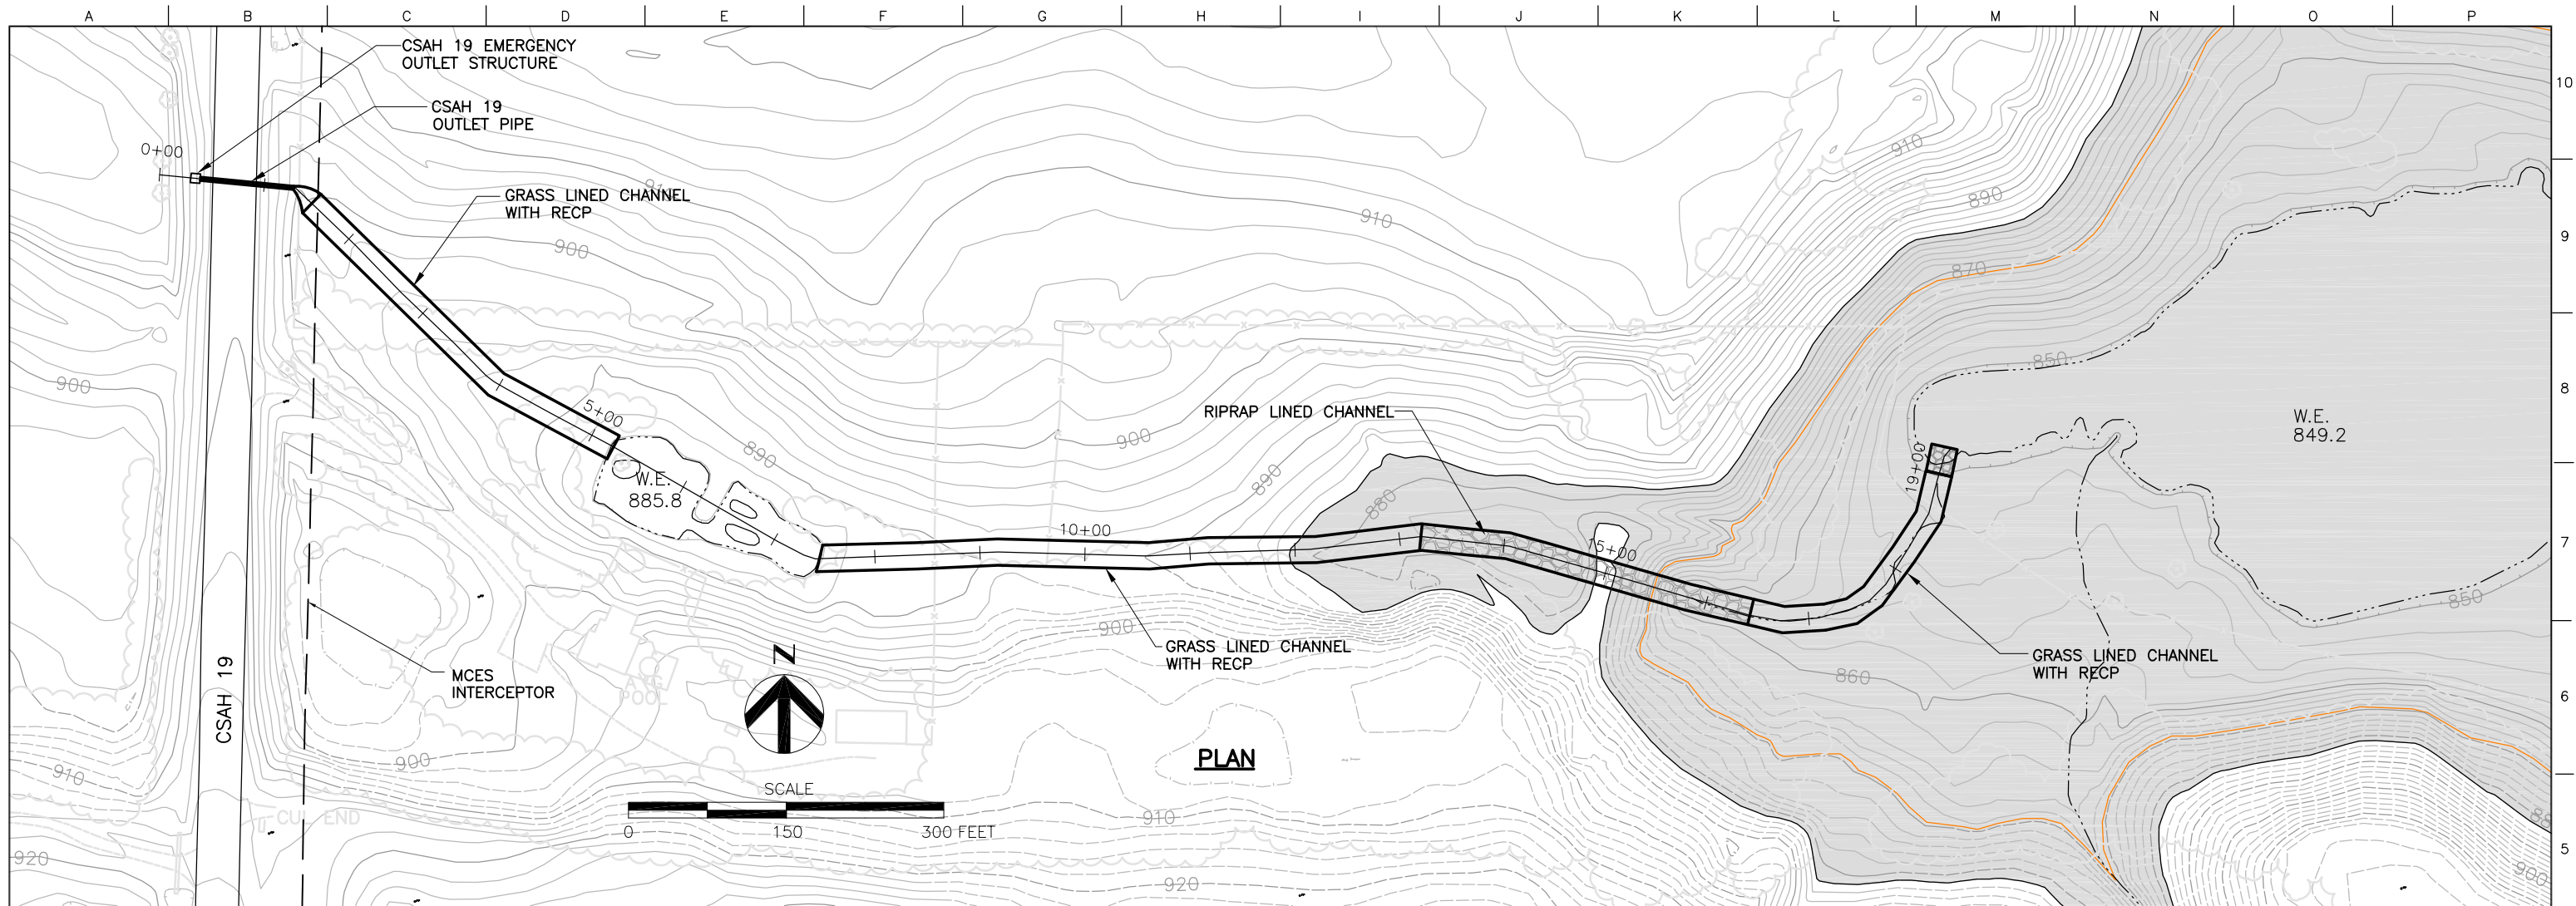 A B C D E F G H I J K L M N O P
10
9
8
7
6
5
CSAH 19 EMERGENCY
OUTLET STRUCTURE
CSAH 19
OUTLET PIPE
0+00
GRASS LINED CHANNEL
WITH RECP
910
900
910
910
890
870
900
5+00
W.E.
885.8
890
900
890
880
RIPRAP LINED CHANNEL
850
W.E.
849.2
19+00
10+00
15+00
900
GRASS LINED CHANNEL
WITH RECP
850
GRASS LINED CHANNEL
WITH RECP
860
MCES
INTERCEPTOR
CSAH 19
POOL
N
PLAN
900
910
SCALE
0 150 300 FEET
CUL END
910
920
920
900